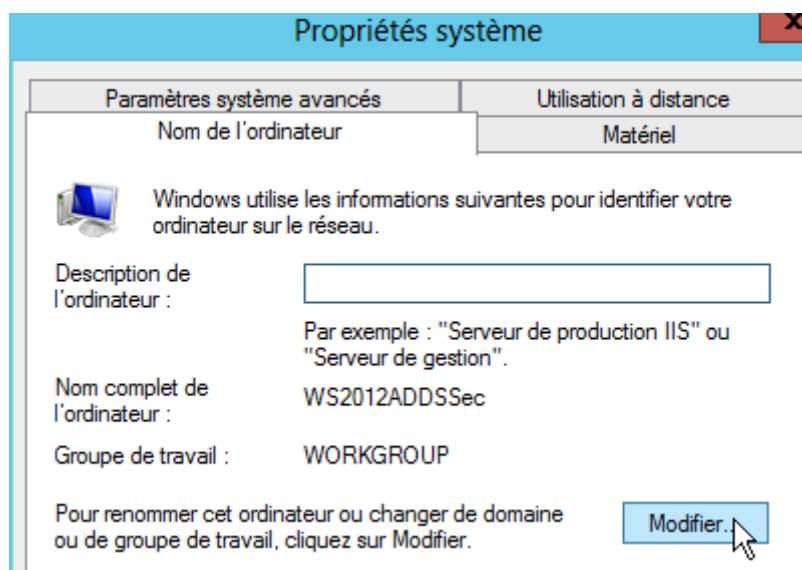 Propriétés système
x
Paramètres système avancés
Utilisation à distance
Nom de l'ordinateur
Matériel
Windows utilise les informations suivantes pour identifier votre
ordinateur sur le réseau.
Description de
l'ordinateur :
Par exemple : "Serveur de production IIS" ou
"Serveur de gestion".
Nom complet de
l'ordinateur :
WS2012ADDSSec
Groupe de travail :
WORKGROUP
Pour renommer cet ordinateur ou changer de domaine
ou de groupe de travail, cliquez sur Modifier.
Modifier...